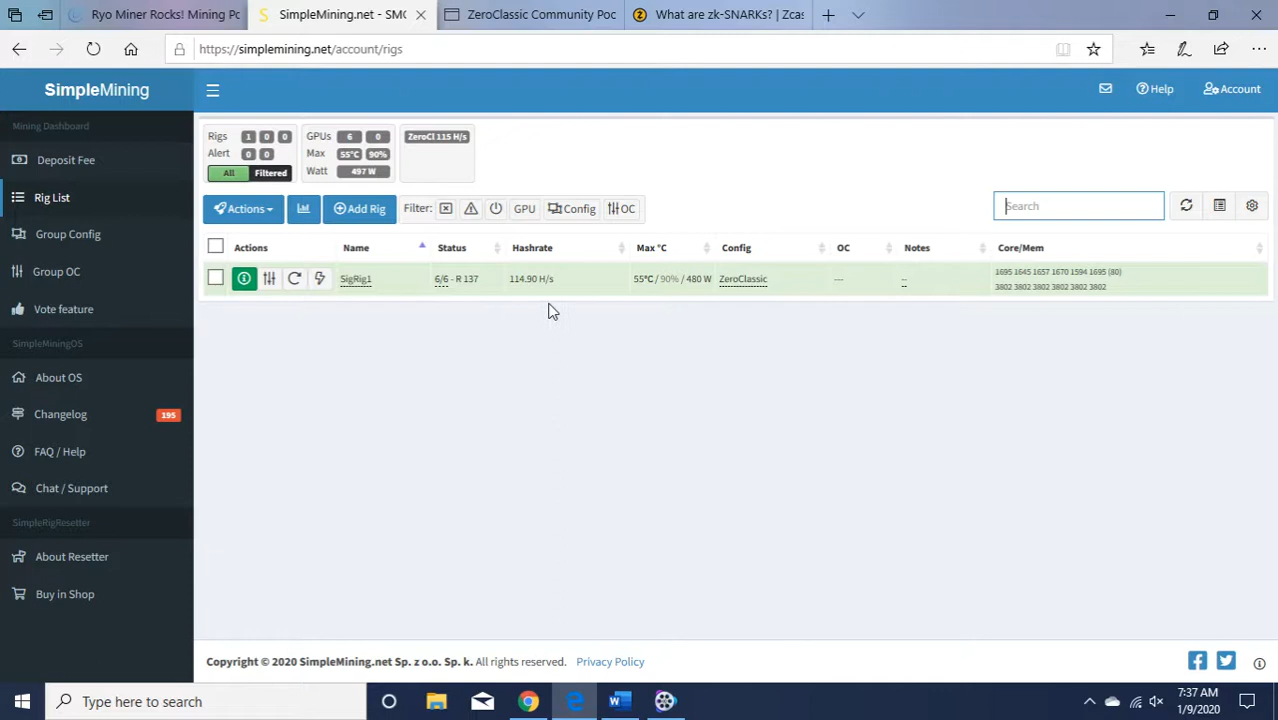 Ryo Miner Rocks! Mining Po
SimpleMining.net - SMO
ZeroClassic Community Poo
What are zk-SNARKs? | Zcas
https://simplemining.net/account/rigs
SimpleMining
Help
Account
Mining Dashboard
Deposit Fee
Rig List
Group Config
Group OC
Vote feature
SimpleMiningOS
About OS
Changelog 195
FAQ / Help
Chat / Support
SimpleRigResetter
About Resetter
Buy in Shop
Rigs 1 0 0
Alert 0 0
All Filtered
GPUs 6 0
Max 55°C 90%
Watt 497 W
ZeroCl 115 H/s
Actions
Add Rig
Filter:
GPU
Config
OC
Search
Actions Name Status Hashrate Max °C Config OC Notes Core/Mem
SigRig1 6/6 - R 137 114.90 H/s 55°C / 90% / 480 W ZeroClassic --- -- 1695 1645 1657 1670 1594 1695 (80)
3802 3802 3802 3802 3802 3802
Copyright © 2020 SimpleMining.net Sp. z o.o. Sp. k. All rights reserved. Privacy Policy
Type here to search
7:37 AM
1/9/2020